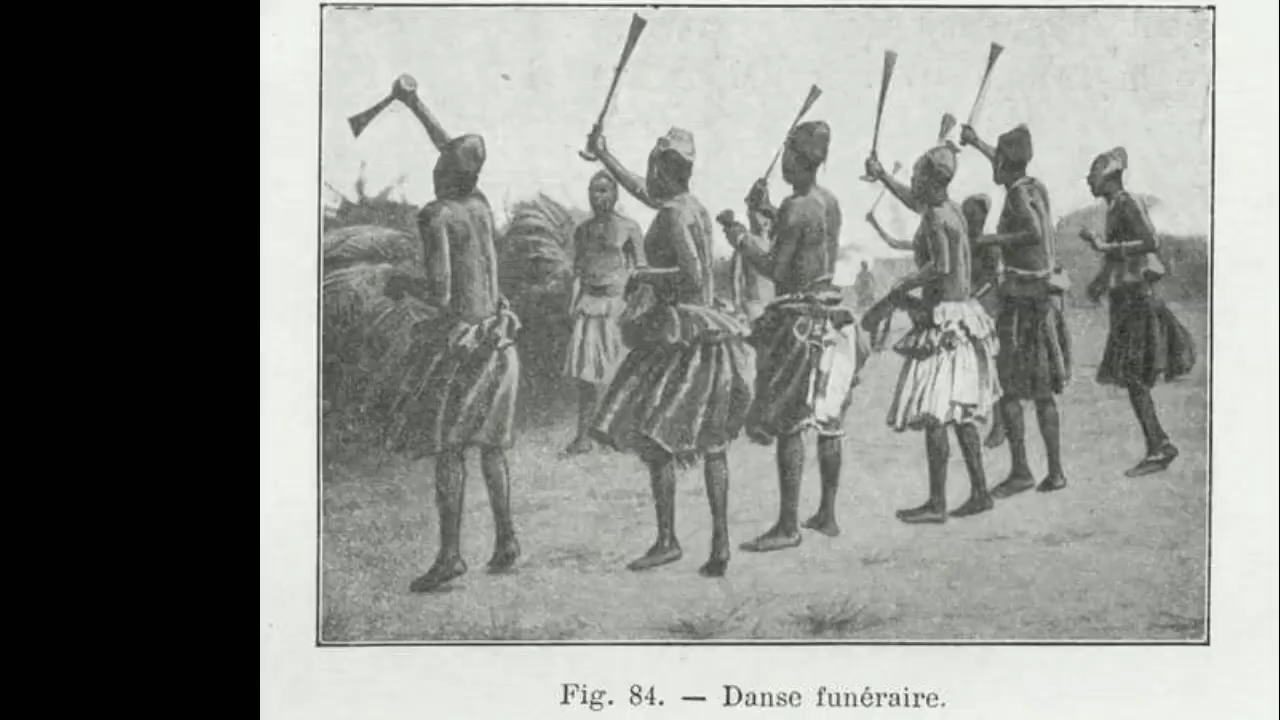 Fig. 84. — Danse funéraire.